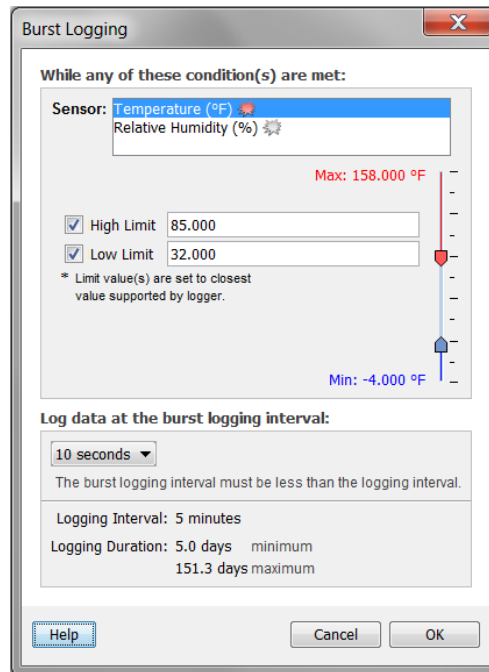 Burst Logging
While any of these condition(s) are met:
Sensor: Temperature (ºF)
Relative Humidity (%)
Max: 158.000 ºF
High Limit 85.000
Low Limit 32.000
* Limit value(s) are set to closest
value supported by logger.
Min: -4.000 ºF
Log data at the burst logging interval:
10 seconds
The burst logging interval must be less than the logging interval.
Logging Interval: 5 minutes
Logging Duration: 5.0 days minimum
151.3 days maximum
Help Cancel OK